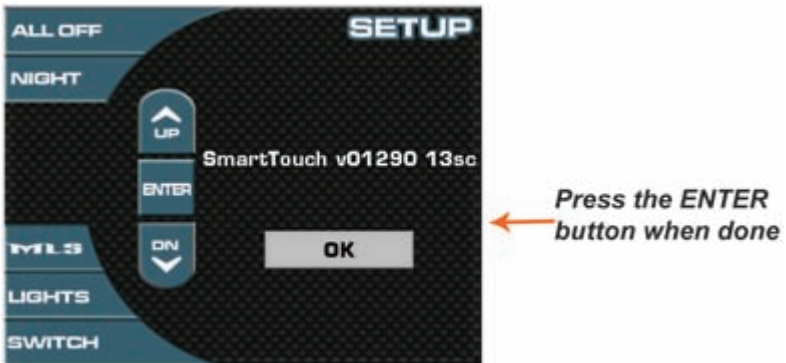 ALL OFF
SETUP
NIGHT
UP
SmartTouch v01290 13sc
ENTER
Press the ENTER
button when done
MLS
DN
OK
LIGHTS
SWITCH